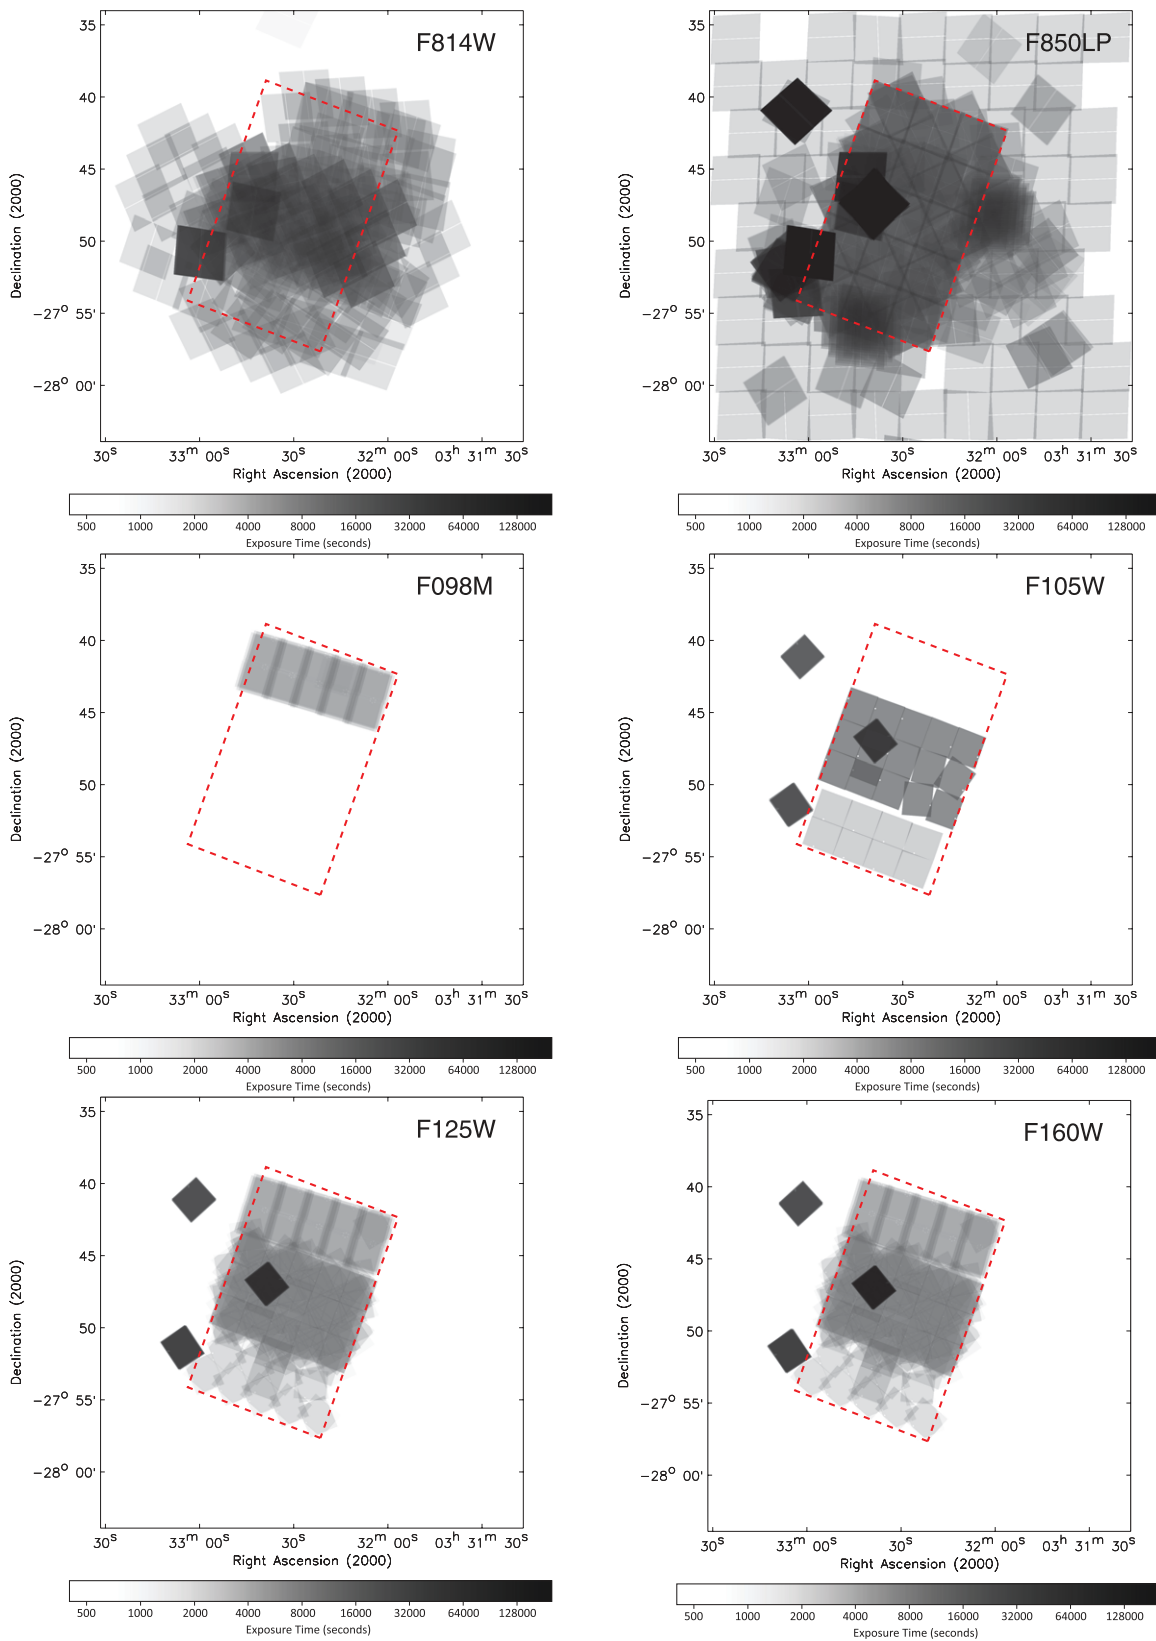 F814W
35
40
45
50
−27° 55'
−28° 00'
Declination (2000)
30ˢ 33ᵐ 00ˢ 30ˢ 32ᵐ 00ˢ 03ʰ 31ᵐ 30ˢ
Right Ascension (2000)
500 1000 2000 4000 8000 16000 32000 64000 128000
Exposure Time (seconds)
F850LP
35
40
45
50
−27° 55'
−28° 00'
Declination (2000)
30ˢ 33ᵐ 00ˢ 30ˢ 32ᵐ 00ˢ 03ʰ 31ᵐ 30ˢ
Right Ascension (2000)
500 1000 2000 4000 8000 16000 32000 64000 128000
Exposure Time (seconds)
F098M
35
40
45
50
−27° 55'
−28° 00'
Declination (2000)
30ˢ 33ᵐ 00ˢ 30ˢ 32ᵐ 00ˢ 03ʰ 31ᵐ 30ˢ
Right Ascension (2000)
500 1000 2000 4000 8000 16000 32000 64000 128000
Exposure Time (seconds)
F105W
35
40
45
50
−27° 55'
−28° 00'
Declination (2000)
30ˢ 33ᵐ 00ˢ 30ˢ 32ᵐ 00ˢ 03ʰ 31ᵐ 30ˢ
Right Ascension (2000)
500 1000 2000 4000 8000 16000 32000 64000 128000
Exposure Time (seconds)
F125W
35
40
45
50
−27° 55'
−28° 00'
Declination (2000)
30ˢ 33ᵐ 00ˢ 30ˢ 32ᵐ 00ˢ 03ʰ 31ᵐ 30ˢ
Right Ascension (2000)
500 1000 2000 4000 8000 16000 32000 64000 128000
Exposure Time (seconds)
F160W
35
40
45
50
−27° 55'
−28° 00'
Declination (2000)
30ˢ 33ᵐ 00ˢ 30ˢ 32ᵐ 00ˢ 03ʰ 31ᵐ 30ˢ
Right Ascension (2000)
500 1000 2000 4000 8000 16000 32000 64000 128000
Exposure Time (seconds)